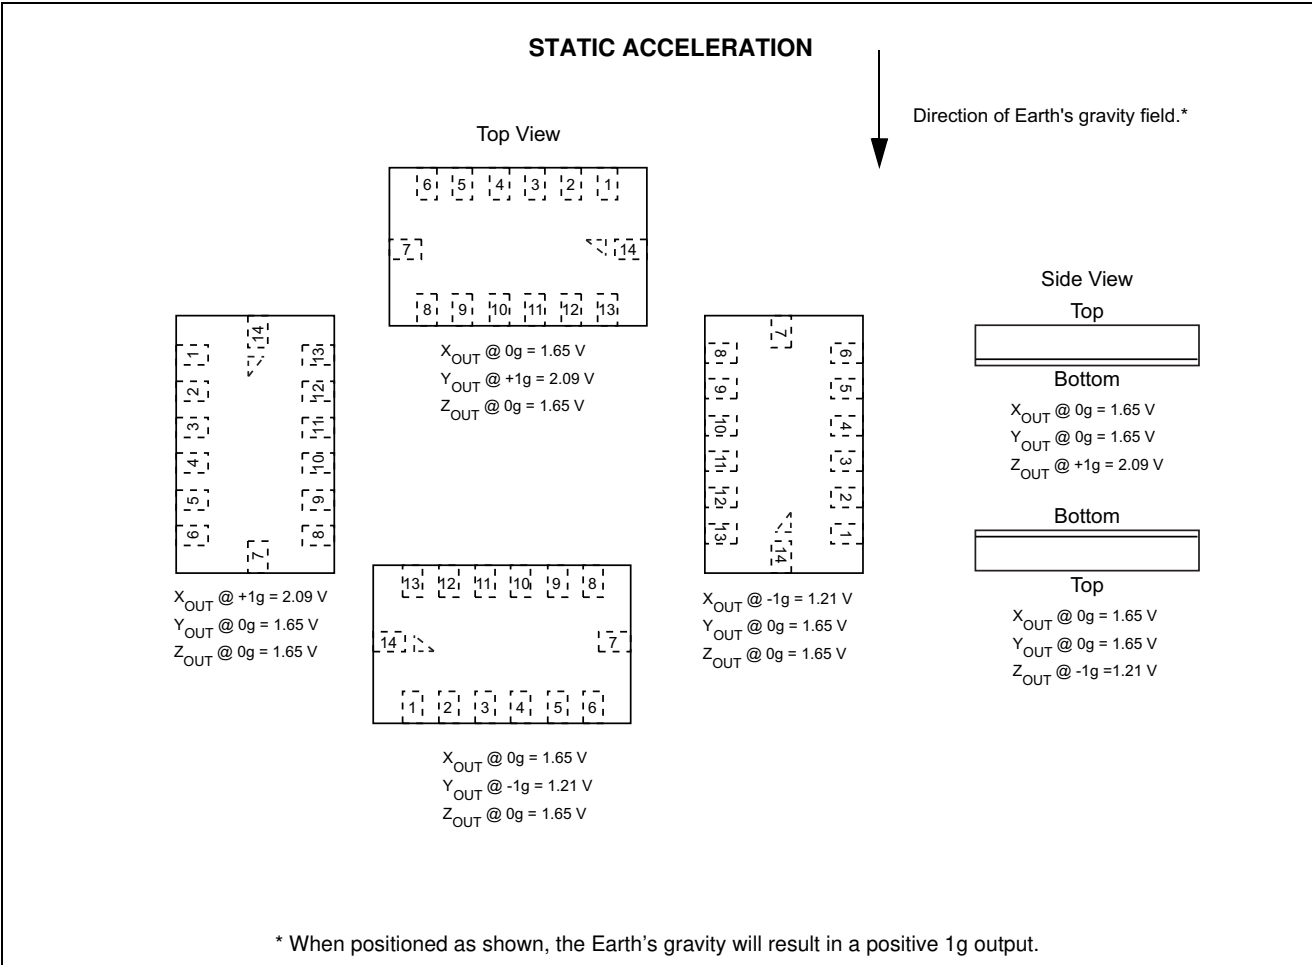 STATIC ACCELERATION
Direction of Earth's gravity field.*
Top View
6 5 4 3 2 1
7 14
8 9 10 11 12 13
XOUT @ 0g = 1.65 V
YOUT @ +1g = 2.09 V
ZOUT @ 0g = 1.65 V
14
1 13
2 12
3 11
4 10
5 9
6 8
7
XOUT @ +1g = 2.09 V
YOUT @ 0g = 1.65 V
ZOUT @ 0g = 1.65 V
13 12 11 10 9 8
14 7
1 2 3 4 5 6
XOUT @ 0g = 1.65 V
YOUT @ -1g = 1.21 V
ZOUT @ 0g = 1.65 V
7
8 6
9 5
10 4
11 3
12 2
13 1
14
XOUT @ -1g = 1.21 V
YOUT @ 0g = 1.65 V
ZOUT @ 0g = 1.65 V
Side View
Top
Bottom
XOUT @ 0g = 1.65 V
YOUT @ 0g = 1.65 V
ZOUT @ +1g = 2.09 V
Bottom
Top
XOUT @ 0g = 1.65 V
YOUT @ 0g = 1.65 V
ZOUT @ -1g =1.21 V
* When positioned as shown, the Earth’s gravity will result in a positive 1g output.